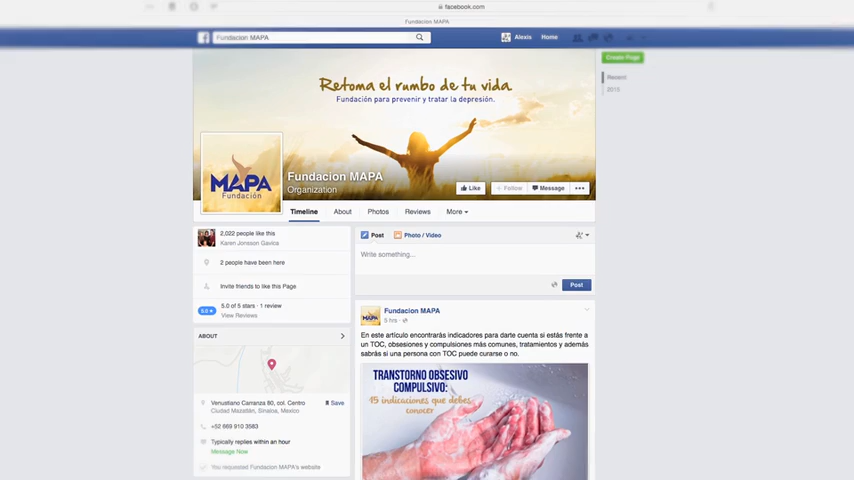 facebook.com
Fundacion MAPA
Fundacion MAPA
Alexis
Home
Create Page
Recent
2015
Retoma el rumbo de tu vida
Fundación para prevenir y tratar la depresión.
MAPA
Fundación
Fundacion MAPA
Organization
Like
Follow
Message
Timeline
About
Photos
Reviews
More
2,022 people like this
Karen Jonsson Gavica
2 people have been here
Invite friends to like this Page
5.0
5.0 of 5 stars · 1 review
View Reviews
ABOUT
Venustiano Carranza 80, col. Centro
Ciudad Mazatlán, Sinaloa, Mexico
Save
+52 669 910 3583
Typically replies within an hour
Message Now
You requested Fundacion MAPA's website
Post
Photo / Video
Write something...
Post
MAPA
Fundacion MAPA
5 hrs ·
En este artículo encontrarás indicadores para darte cuenta si estás frente a
un TOC, obsesiones y compulsiones más comunes, tratamientos y además
sabrás si una persona con TOC puede curarse o no.
TRANSTORNO OBSESIVO
COMPULSIVO:
15 indicaciones que debes
conocer